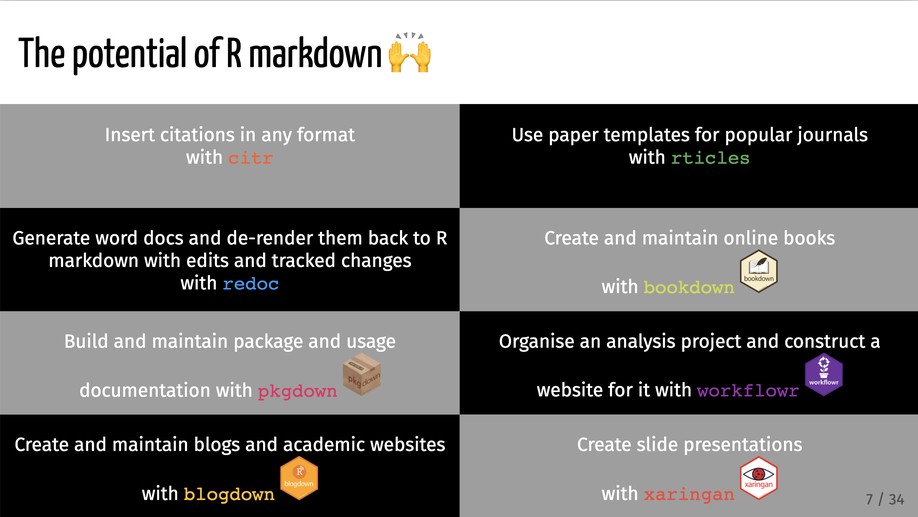 The potential of R markdown 🙌
Insert citations in any format
with citr
Use paper templates for popular journals
with rticles
Generate word docs and de-render them back to R
markdown with edits and tracked changes
with redoc
Create and maintain online books
with bookdown
bookdown
Build and maintain package and usage
documentation with pkgdown
pkgdown
Organise an analysis project and construct a
website for it with workflowr
workflowr
Create and maintain blogs and academic websites
with blogdown
blogdown
Create slide presentations
with xaringan
xaringan
7 / 34